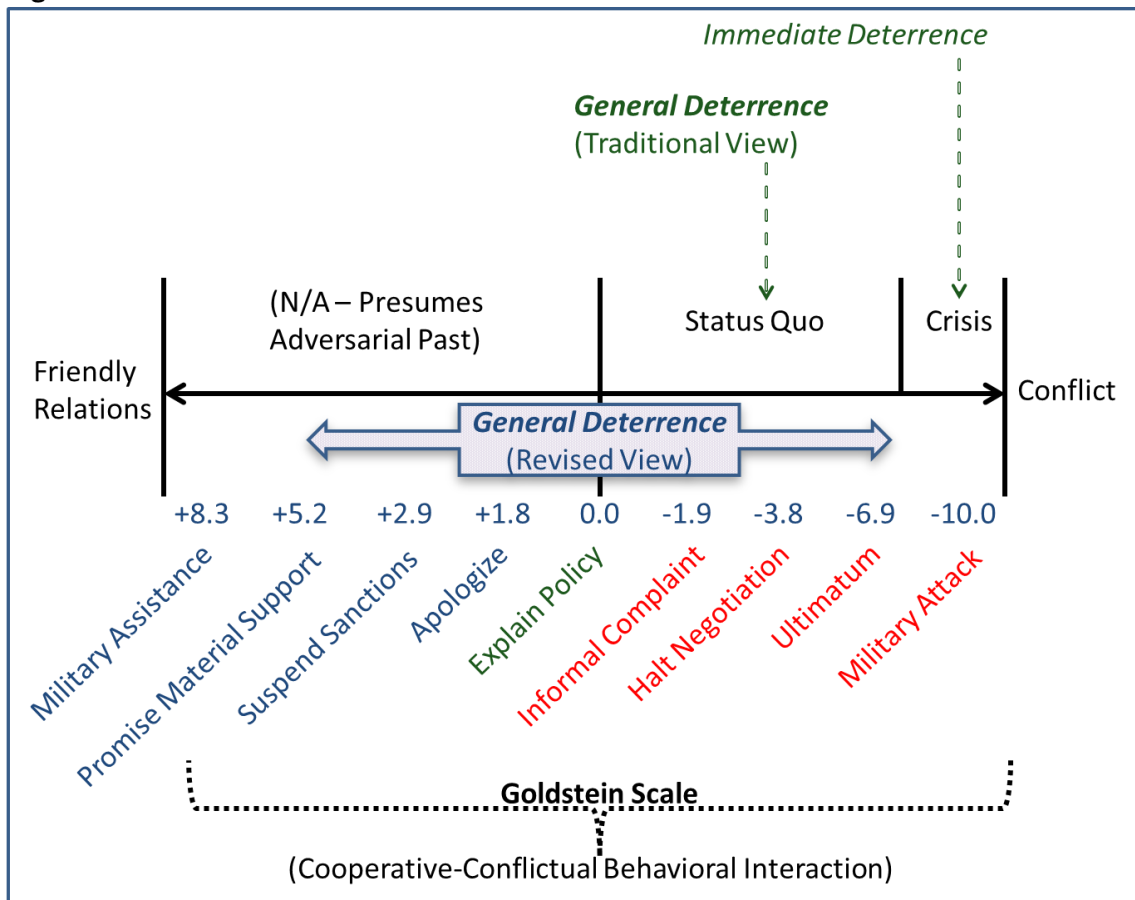 Immediate Deterrence
General Deterrence
(Traditional View)
(N/A – Presumes
Adversarial Past)
Status Quo
Crisis
Friendly
Relations
Conflict
General Deterrence
(Revised View)
+8.3 +5.2 +2.9 +1.8 0.0 -1.9 -3.8 -6.9 -10.0
Military Assistance
Promise Material Support
Suspend Sanctions
Apologize
Explain Policy
Informal Complaint
Halt Negotiation
Ultimatum
Military Attack
Goldstein Scale
(Cooperative-Conflictual Behavioral Interaction)